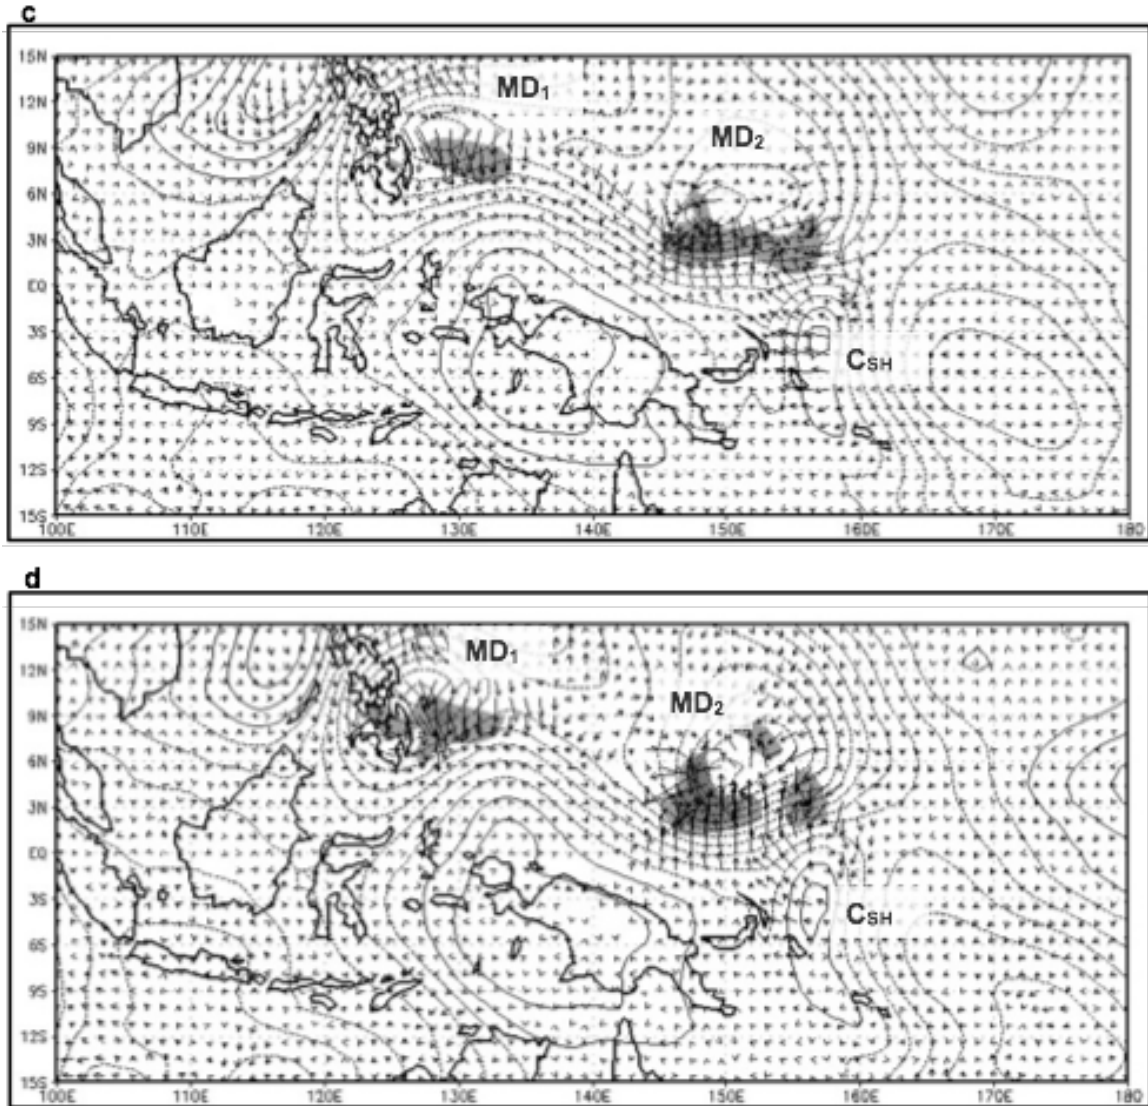 c
15N
MD₁
12N
MD₂
9N
6N
3N
EQ
3S
CSH
6S
9S
12S
15S
100E 110E 120E 130E 140E 150E 160E 170E 180
d
15N
MD₁
12N
MD₂
9N
6N
3N
EQ
3S
CSH
6S
9S
12S
15S
100E 110E 120E 130E 140E 150E 160E 170E 180